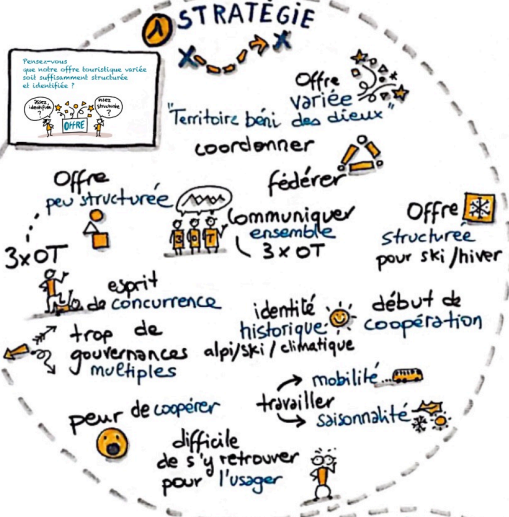 1 STRATÉGIE
Pensez-vous
que notre offre touristique variée
soit suffisamment structurée
et identifiée ?
assez
identifiée
?
assez
structurée
?
OFFRE
Offre
variée
"Territoire béni des dieux"
coordonner
fédérer
Offre
peu structurée
3 O T
Communiquer
ensemble
3 x OT
Offre
structurée
pour ski/hiver
3x OT
esprit
de concurrence
identité
historique:
alpi/ski/climatique
début de
coopération
trop de
gouvernances
multiples
mobilité
travailler
saisonnalité
peur de coopérer
difficile
de s'y retrouver
pour l'usager